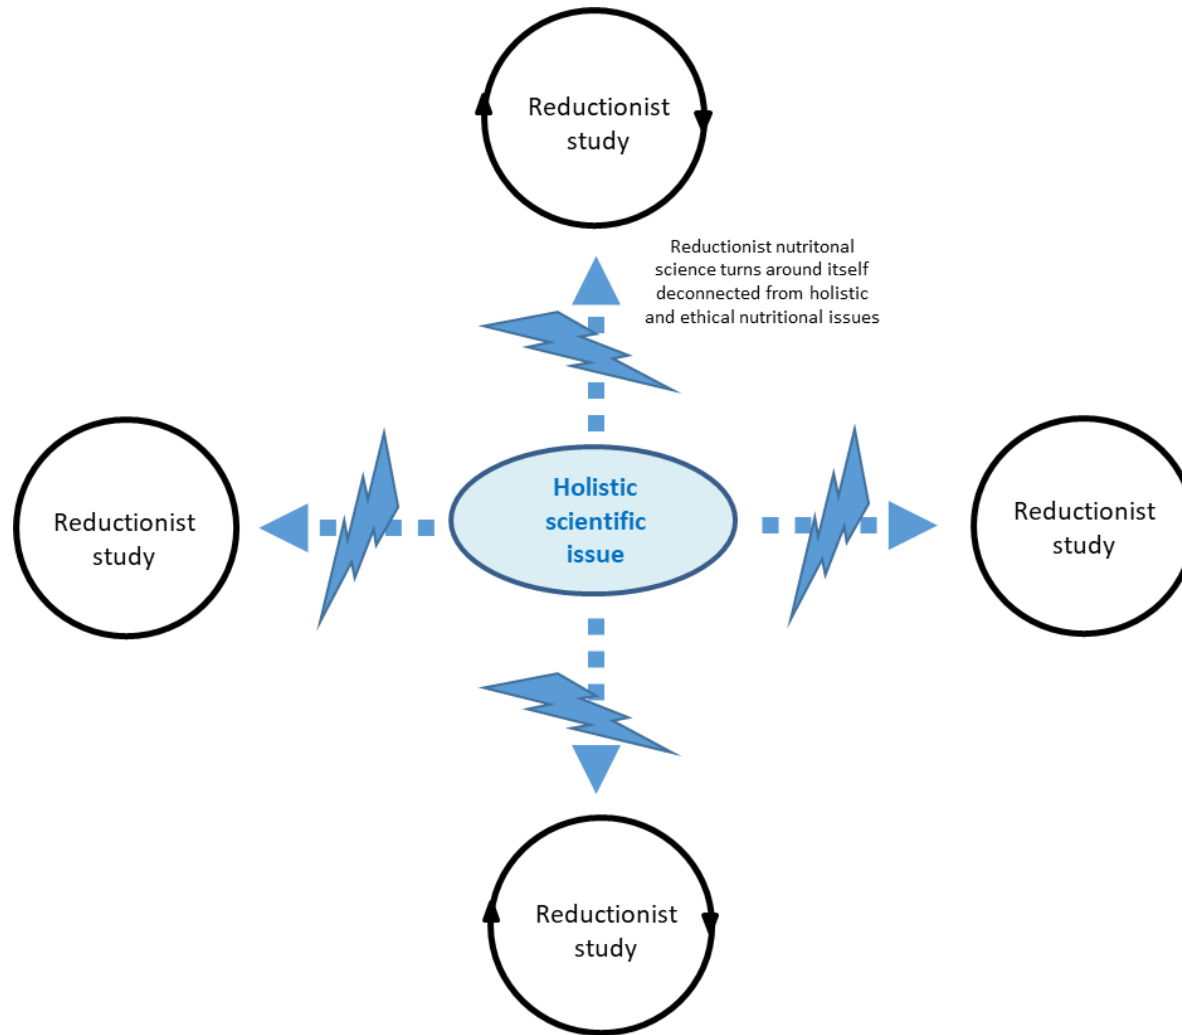 Reductionist
study
Reductionist nutritonal
science turns around itself
deconnected from holistic
and ethical nutritional issues
Reductionist
study
Holistic
scientific
issue
Reductionist
study
Reductionist
study